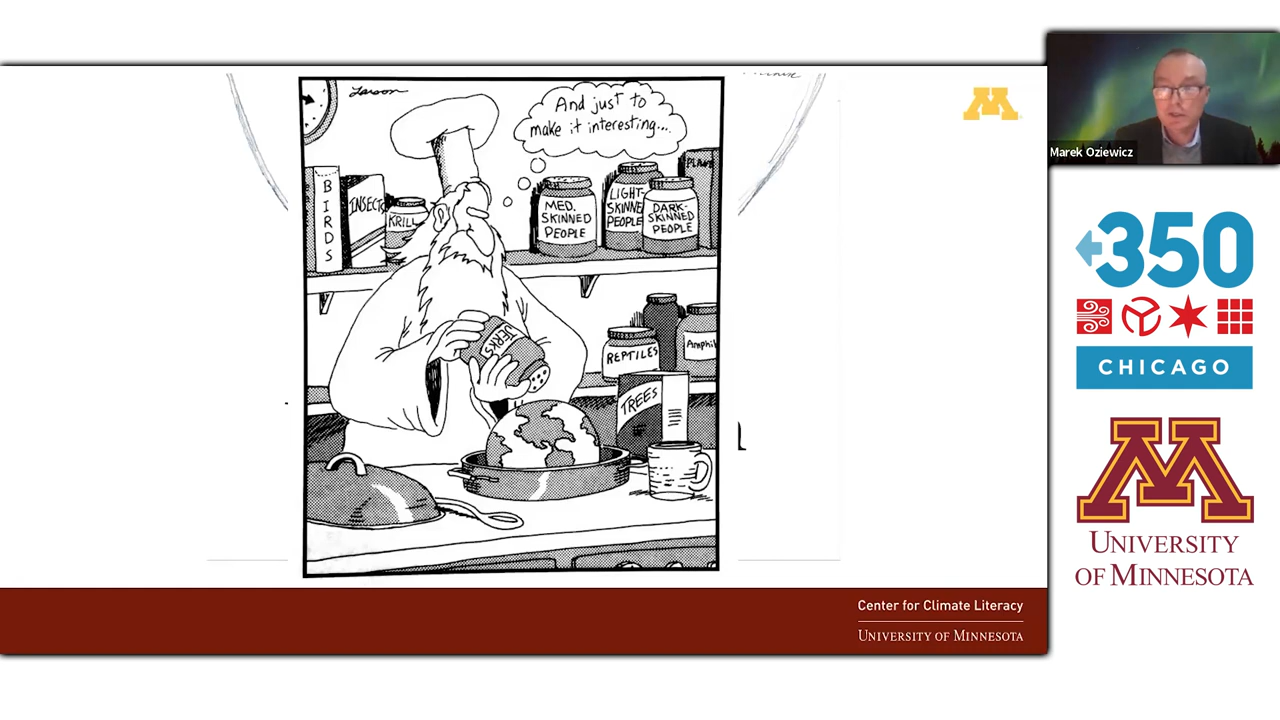 Larson
And just to
make it interesting...
BIRDS
INSECTS
KRILL
MED.
SKINNED
PEOPLE
LIGHT-
SKINNED
PEOPLE
DARK-
SKINNED
PEOPLE
JERKS
REPTILES
Amphi
TREES
Center for Climate Literacy
UNIVERSITY OF MINNESOTA
M
Marek Oziewicz
350
CHICAGO
M
UNIVERSITY
OF MINNESOTA